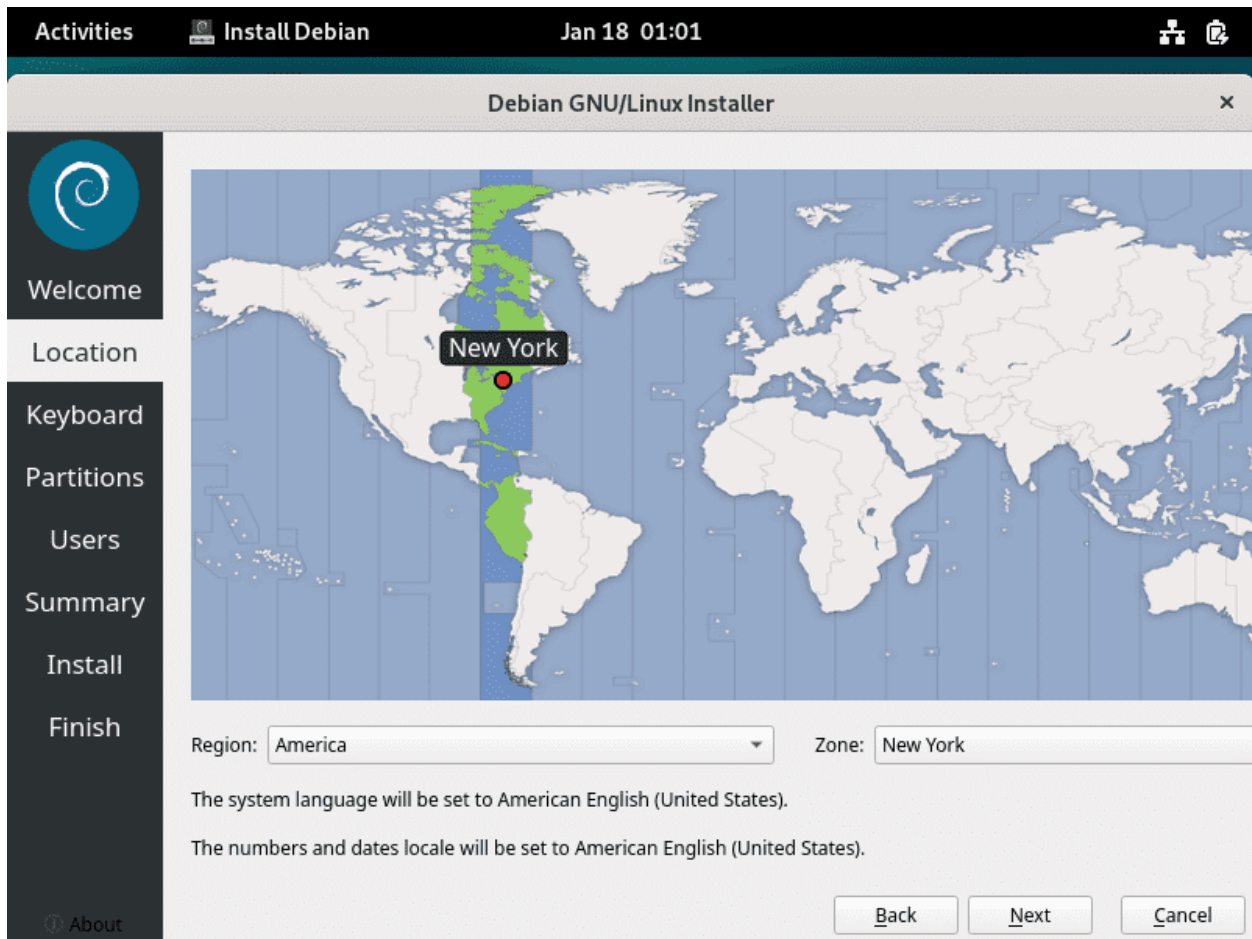 Activities Install Debian Jan 18 01:01
Debian GNU/Linux Installer ×
Welcome
Location
Keyboard
Partitions
Users
Summary
Install
Finish
About
New York
Region: America Zone: New York
The system language will be set to American English (United States).
The numbers and dates locale will be set to American English (United States).
Back Next Cancel